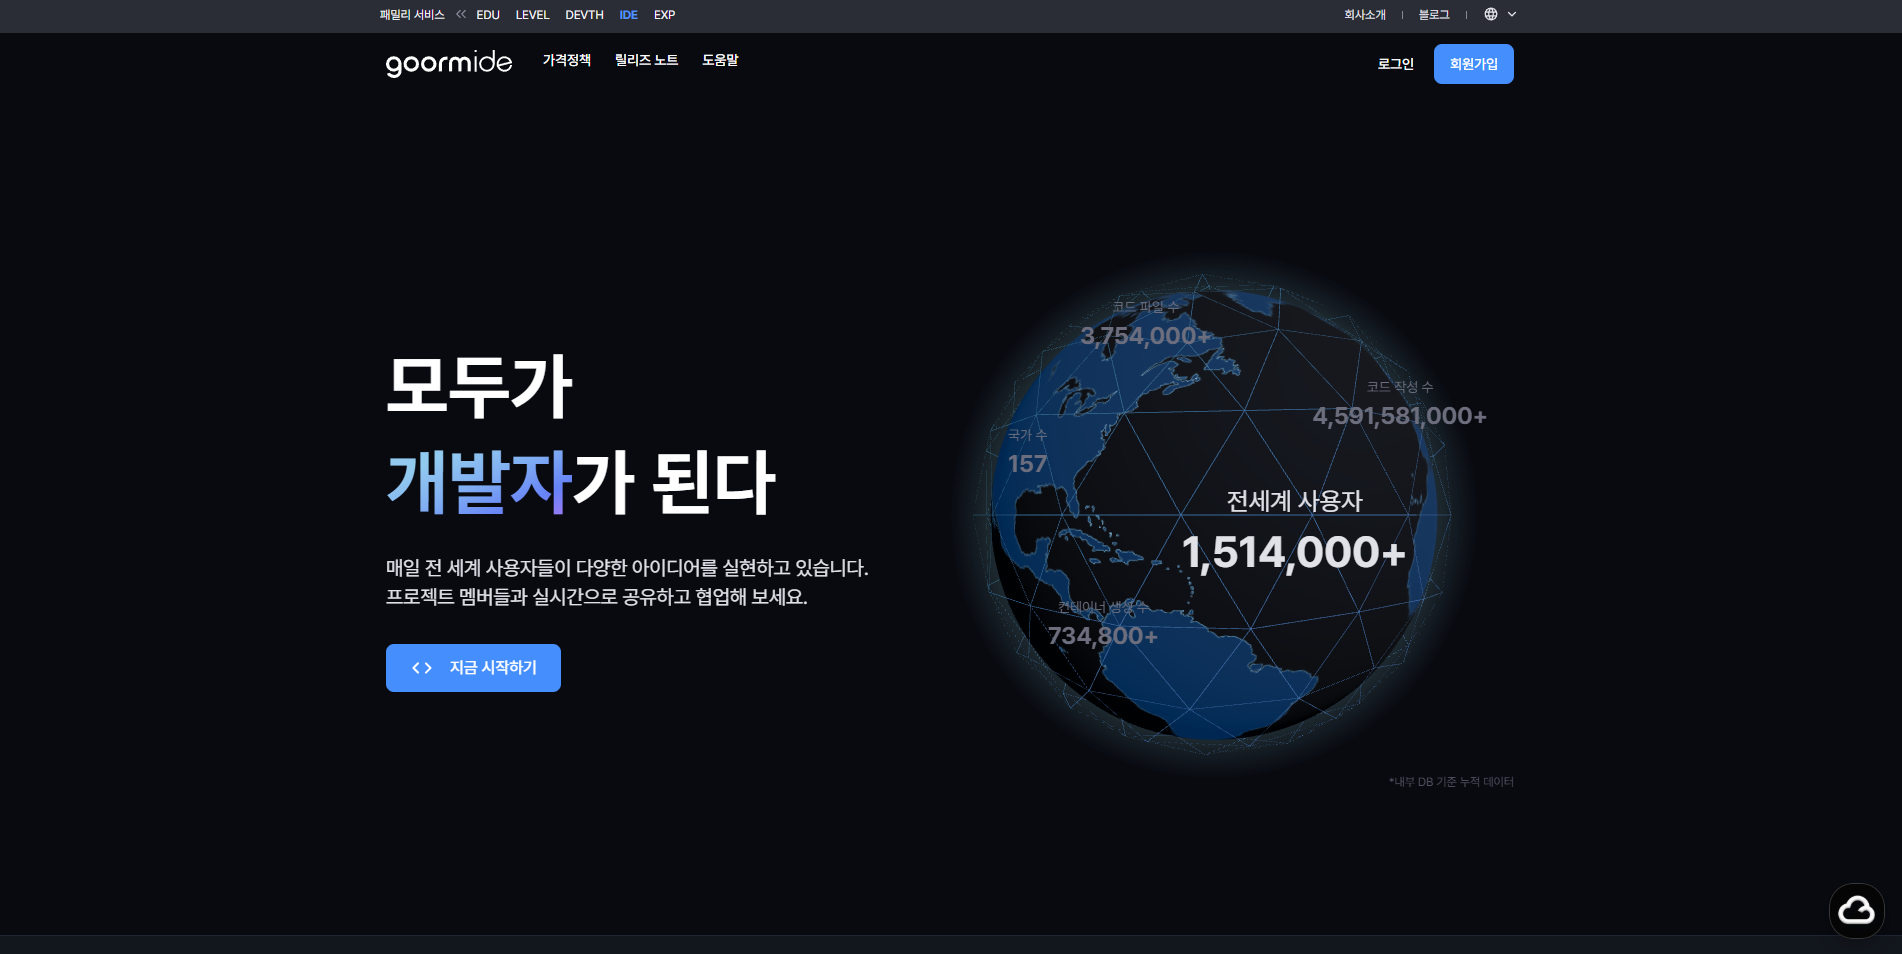 패밀리 서비스 EDU LEVEL DEVTH IDE EXP
회사소개 블로그
goormide 가격정책 릴리즈 노트 도움말
로그인 회원가입
모두가
개발자가 된다
매일 전 세계 사용자들이 다양한 아이디어를 실현하고 있습니다.
프로젝트 멤버들과 실시간으로 공유하고 협업해 보세요.
<> 지금 시작하기
코드 파일 수
3,754,000+
코드 작성 수
4,591,581,000+
국가 수
157
전세계 사용자
1,514,000+
컨테이너 생성 수
734,800+
*내부 DB 기준 누적 데이터